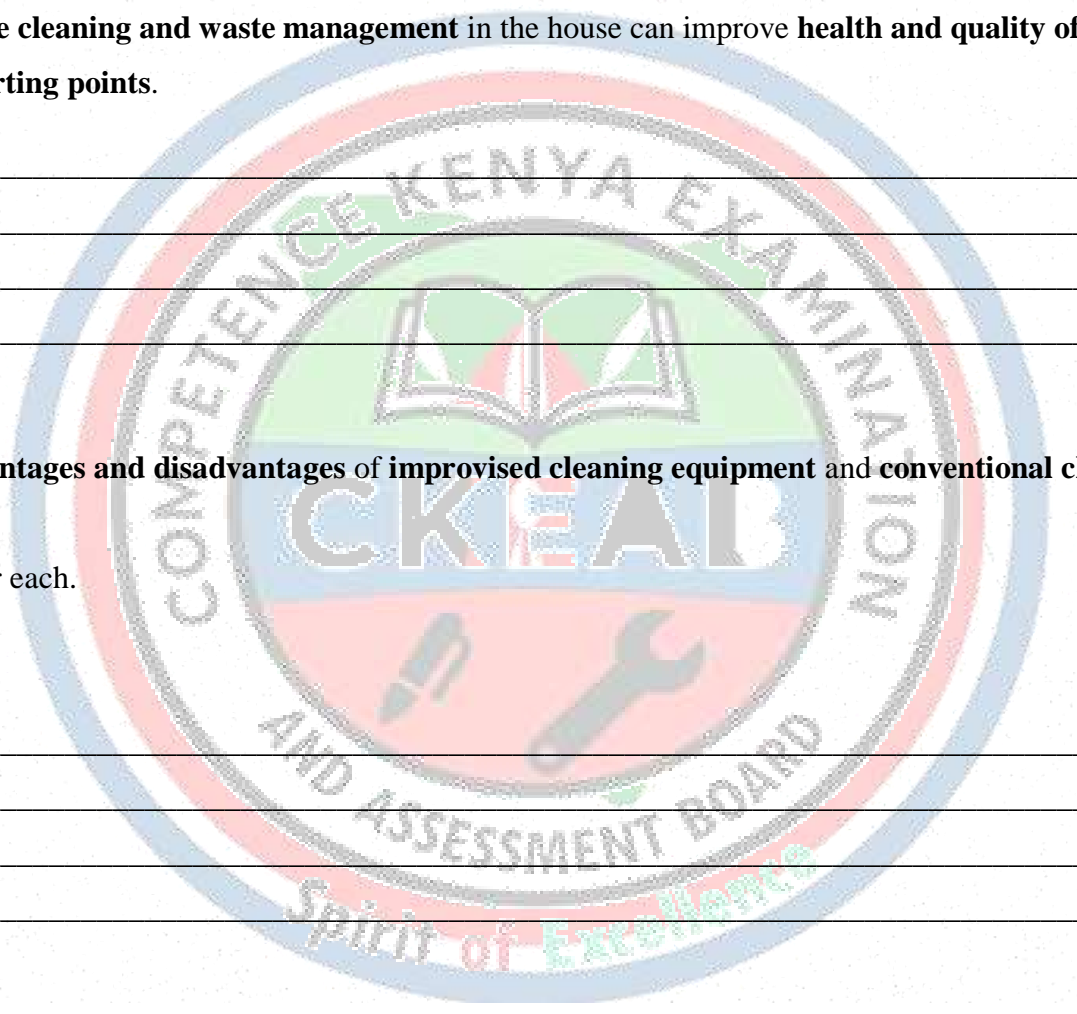 e cleaning and waste management in the house can improve health and quality of
rting points.
COMPETENCE KENYA EXAMINATION
ntages and disadvantages of improvised cleaning equipment and conventional cl
CKEAB
r each.
AND ASSESSMENT BOARD
Spirit of Excellence